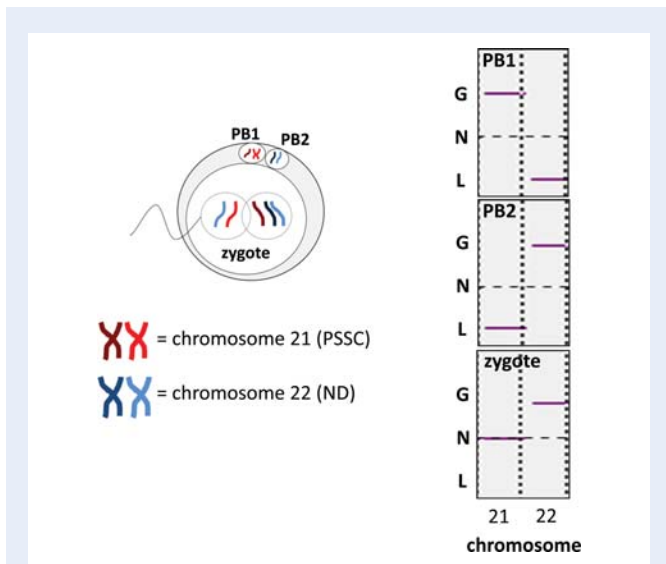 PB1
PB2
zygote
= chromosome 21 (PSSC)
= chromosome 22 (ND)
PB1
G
N
L
PB2
G
N
L
zygote
G
N
L
21 22
chromosome